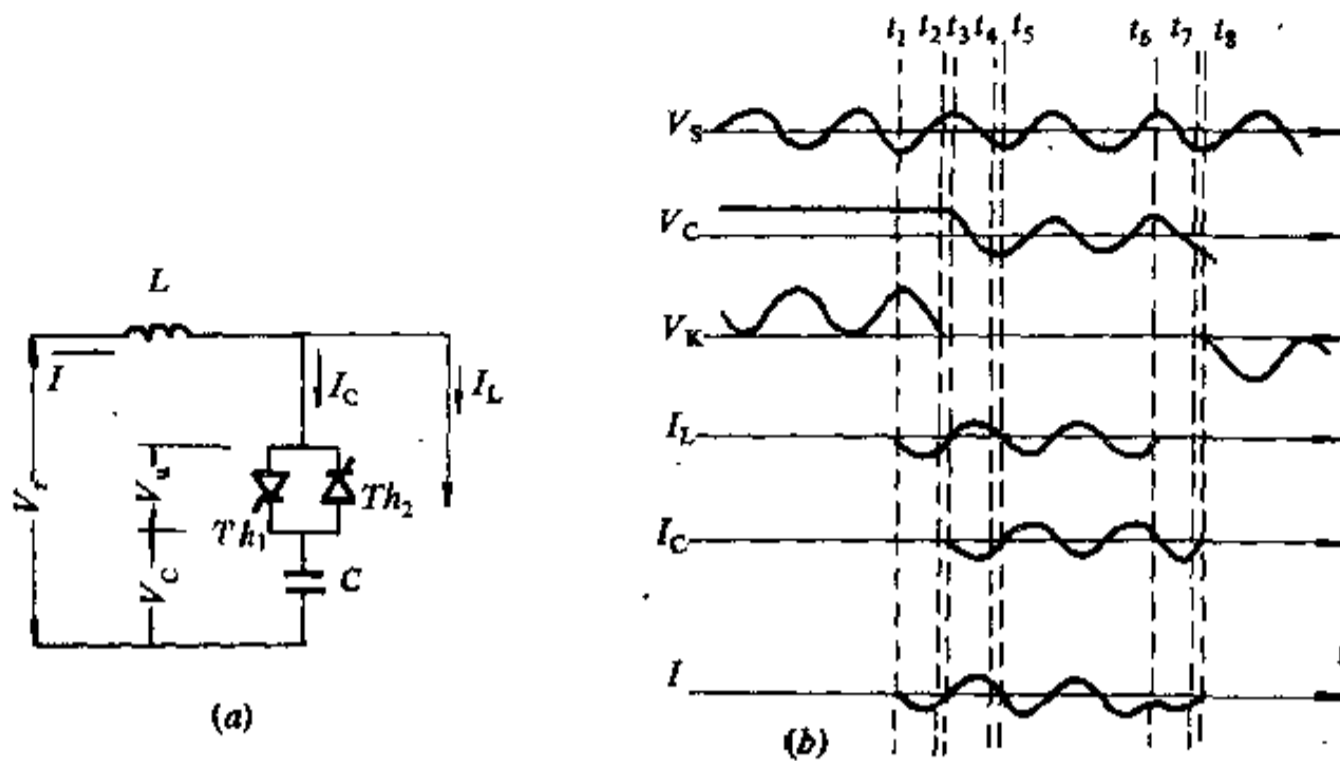 L
I
I_C
I_L
Th_1
Th_2
V_C
C
(a)
t_1 t_2 t_3 t_4 t_5 t_6 t_7 t_8
V_S
V_C
V_K
I_L
I_C
I
(b)